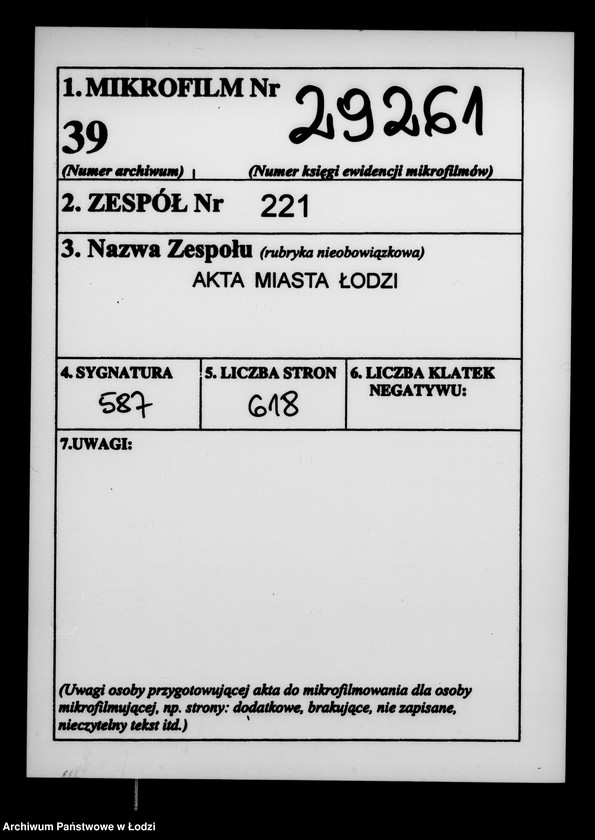 1. MIKROFILM Nr 29261
39
(Numer archiwum) (Numer księgi ewidencji mikrofilmów)
2. ZESPÓŁ Nr 221
3. Nazwa Zespołu (rubryka nieobowiązkowa)
AKTA MIASTA ŁODZI
4. SYGNATURA
587
5. LICZBA STRON
618
6. LICZBA KLATEK
NEGATYWU:
7.UWAGI:
(Uwagi osoby przygotowującej akta do mikrofilmowania dla osoby
mikrofilmującej, np. strony: dodatkowe, brakujące, nie zapisane,
nieczytelny tekst itd.)
Archiwum Państwowe w Łodzi